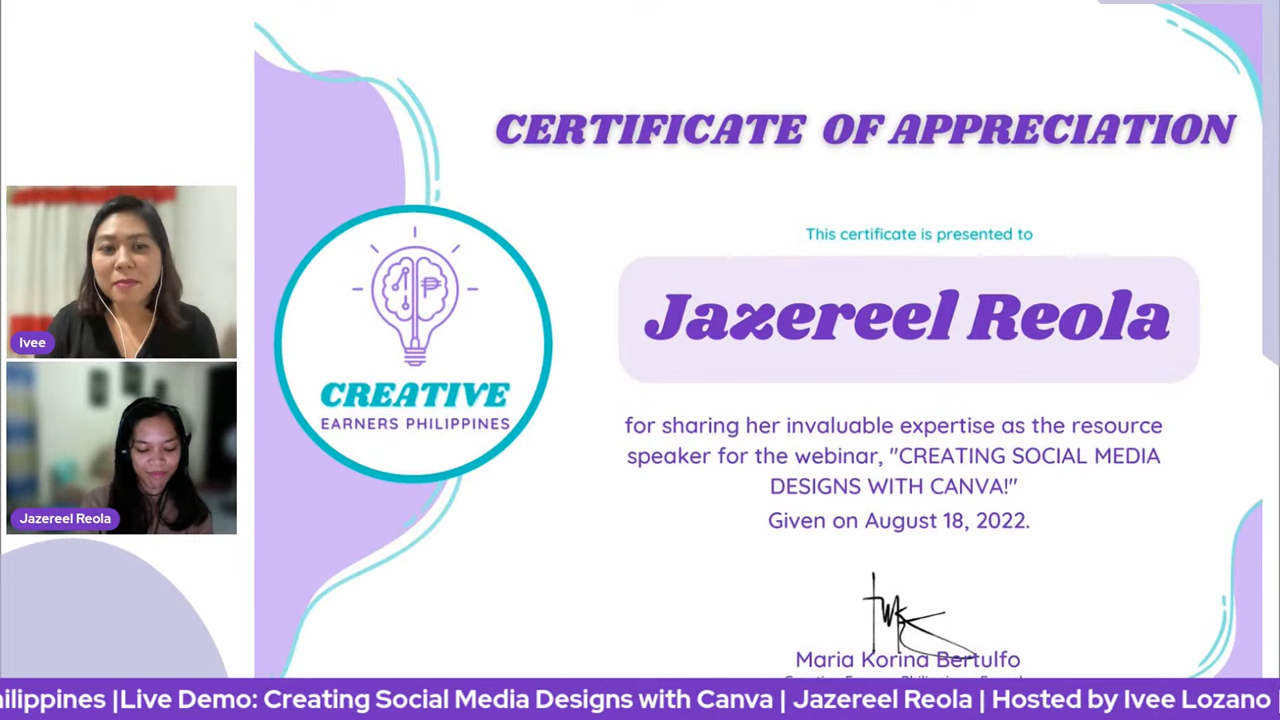 CERTIFICATE OF APPRECIATION
This certificate is presented to
Jazereel Reola
for sharing her invaluable expertise as the resource
speaker for the webinar, "CREATING SOCIAL MEDIA
DESIGNS WITH CANVA!"
Given on August 18, 2022.
Maria Korina Bertulfo
CREATIVE
EARNERS PHILIPPINES
Ivee
Jazereel Reola
|Live Demo: Creating Social Media Designs with Canva | Jazereel Reola | Hosted by Ivee Lozano |